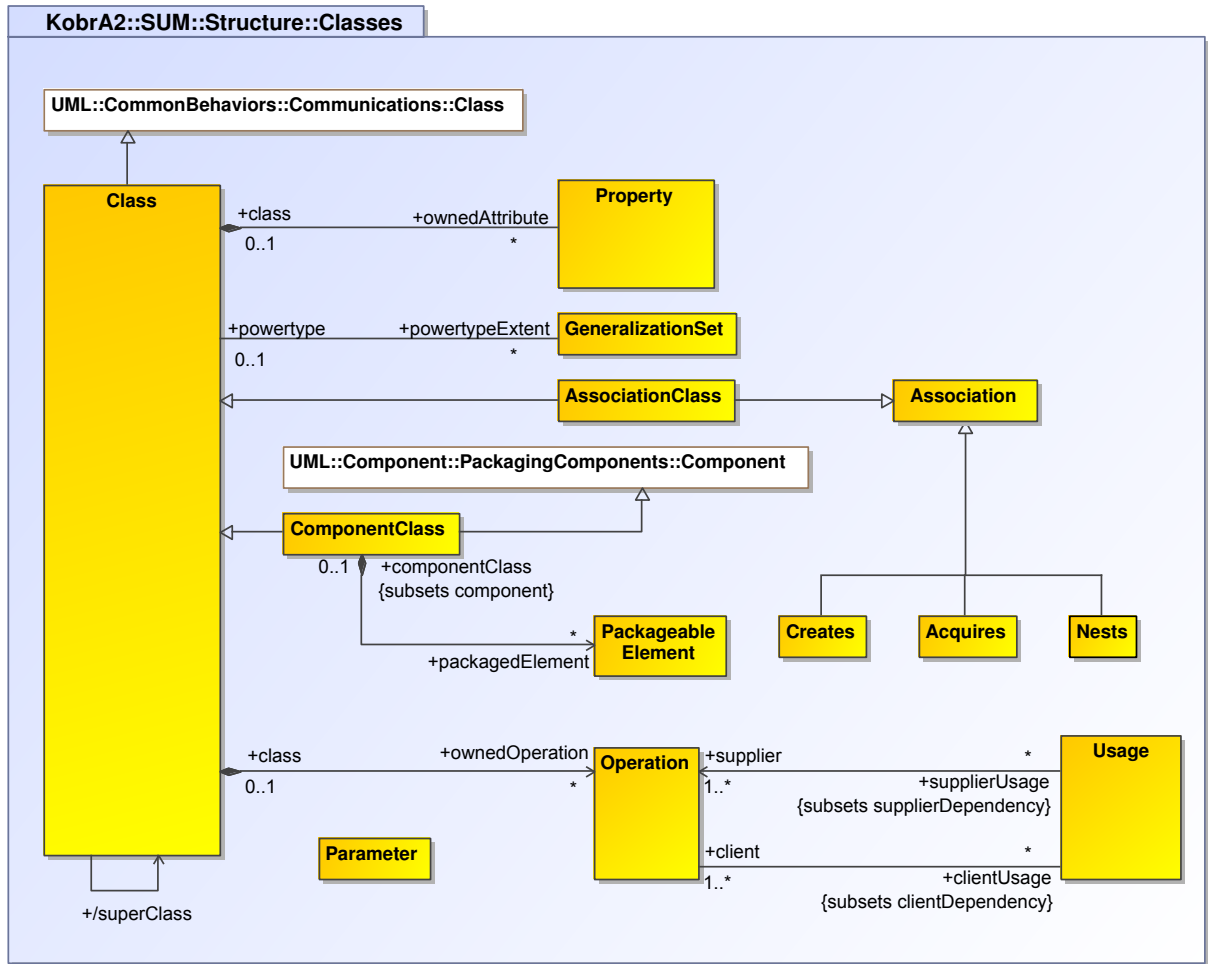 KobrA2::SUM::Structure::Classes
UML::CommonBehaviors::Communications::Class
Class
Property
+class
+ownedAttribute
0..1
*
+powertype
+powertypeExtent
GeneralizationSet
0..1
*
AssociationClass
Association
UML::Component::PackagingComponents::Component
ComponentClass
0..1
+componentClass
{subsets component}
*
+packagedElement
Packageable
Element
Creates
Acquires
Nests
+class
+ownedOperation
0..1
*
Operation
+supplier
1..*
*
+supplierUsage
{subsets supplierDependency}
Usage
+client
1..*
*
+clientUsage
{subsets clientDependency}
Parameter
+/superClass